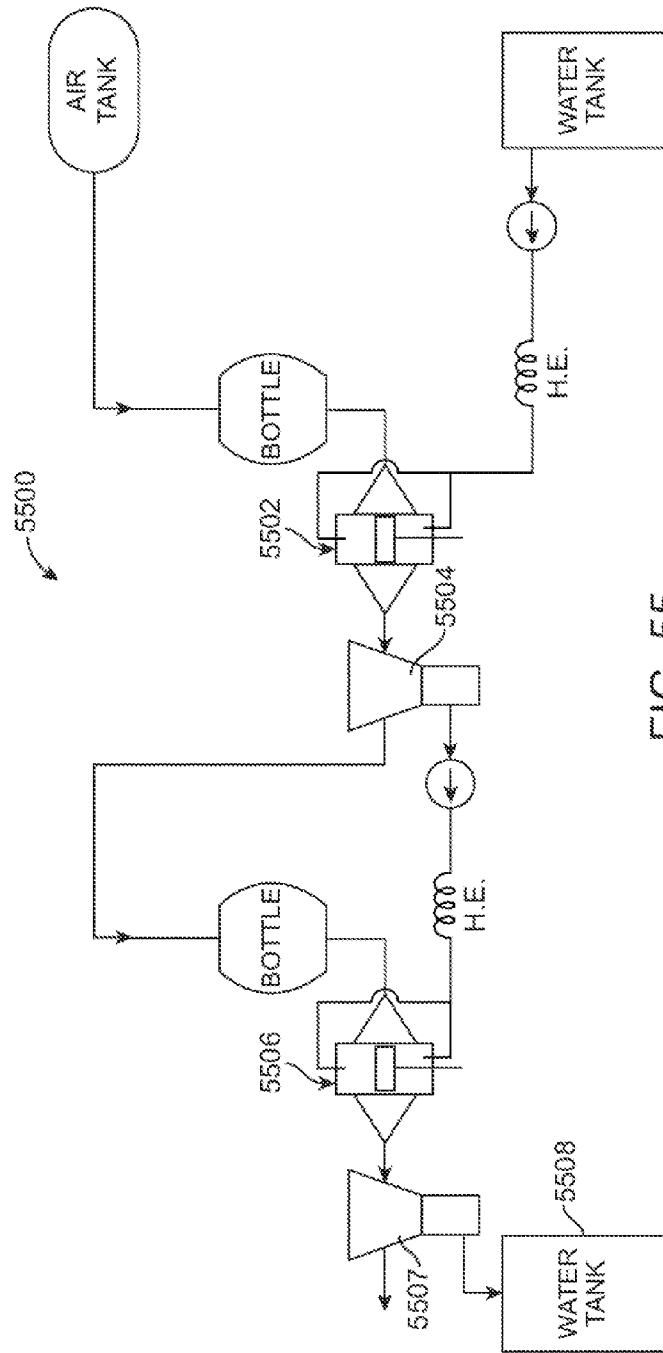 5500
AIR
TANK
BOTTLE
BOTTLE
5506
5502
5504
5507
H.E.
H.E.
5508
WATER
TANK
WATER
TANK
FIG. 55